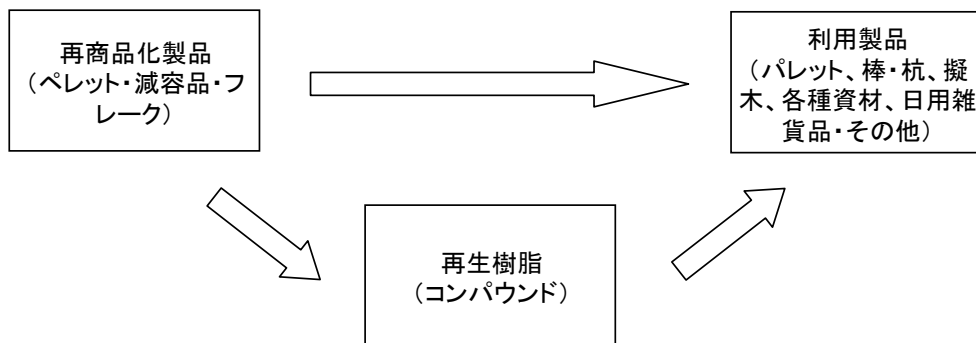 再商品化製品
（ペレット・減容品・フ
レーク）
利用製品
（パレット、棒・杭、擬
木、各種資材、日用雑
貨品・その他）
再生樹脂
（コンパウンド）